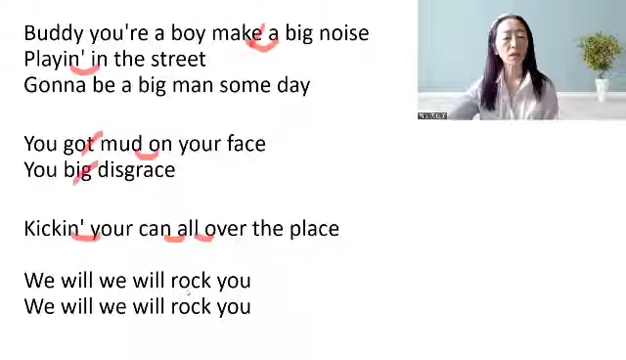 Buddy you're a boy make a big noise
Playin' in the street
Gonna be a big man some day
You got mud on your face
You big disgrace
Kickin' your can all over the place
We will we will rock you
We will we will rock you